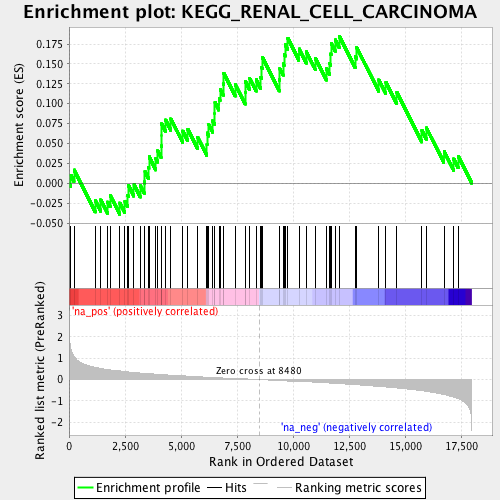 Enrichment plot: KEGG_RENAL_CELL_CARCINOMA
Enrichment score (ES)
0.175
0.150
0.125
0.100
0.075
0.050
0.025
0.000
-0.025
-0.050
'na_pos' (positively correlated)
Ranked list metric (PreRanked)
3
2
1
0
-1
-2
Zero cross at 8480
'na_neg' (negatively correlated)
0
2,500
5,000
7,500
10,000
12,500
15,000
17,500
Rank in Ordered Dataset
Enrichment profile
Hits
Ranking metric scores